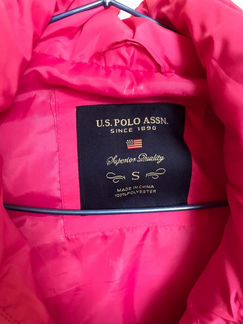 U.S. POLO ASSN.
SINCE 1890
Superior Quality
S
MADE IN CHINA
100% POLYESTER